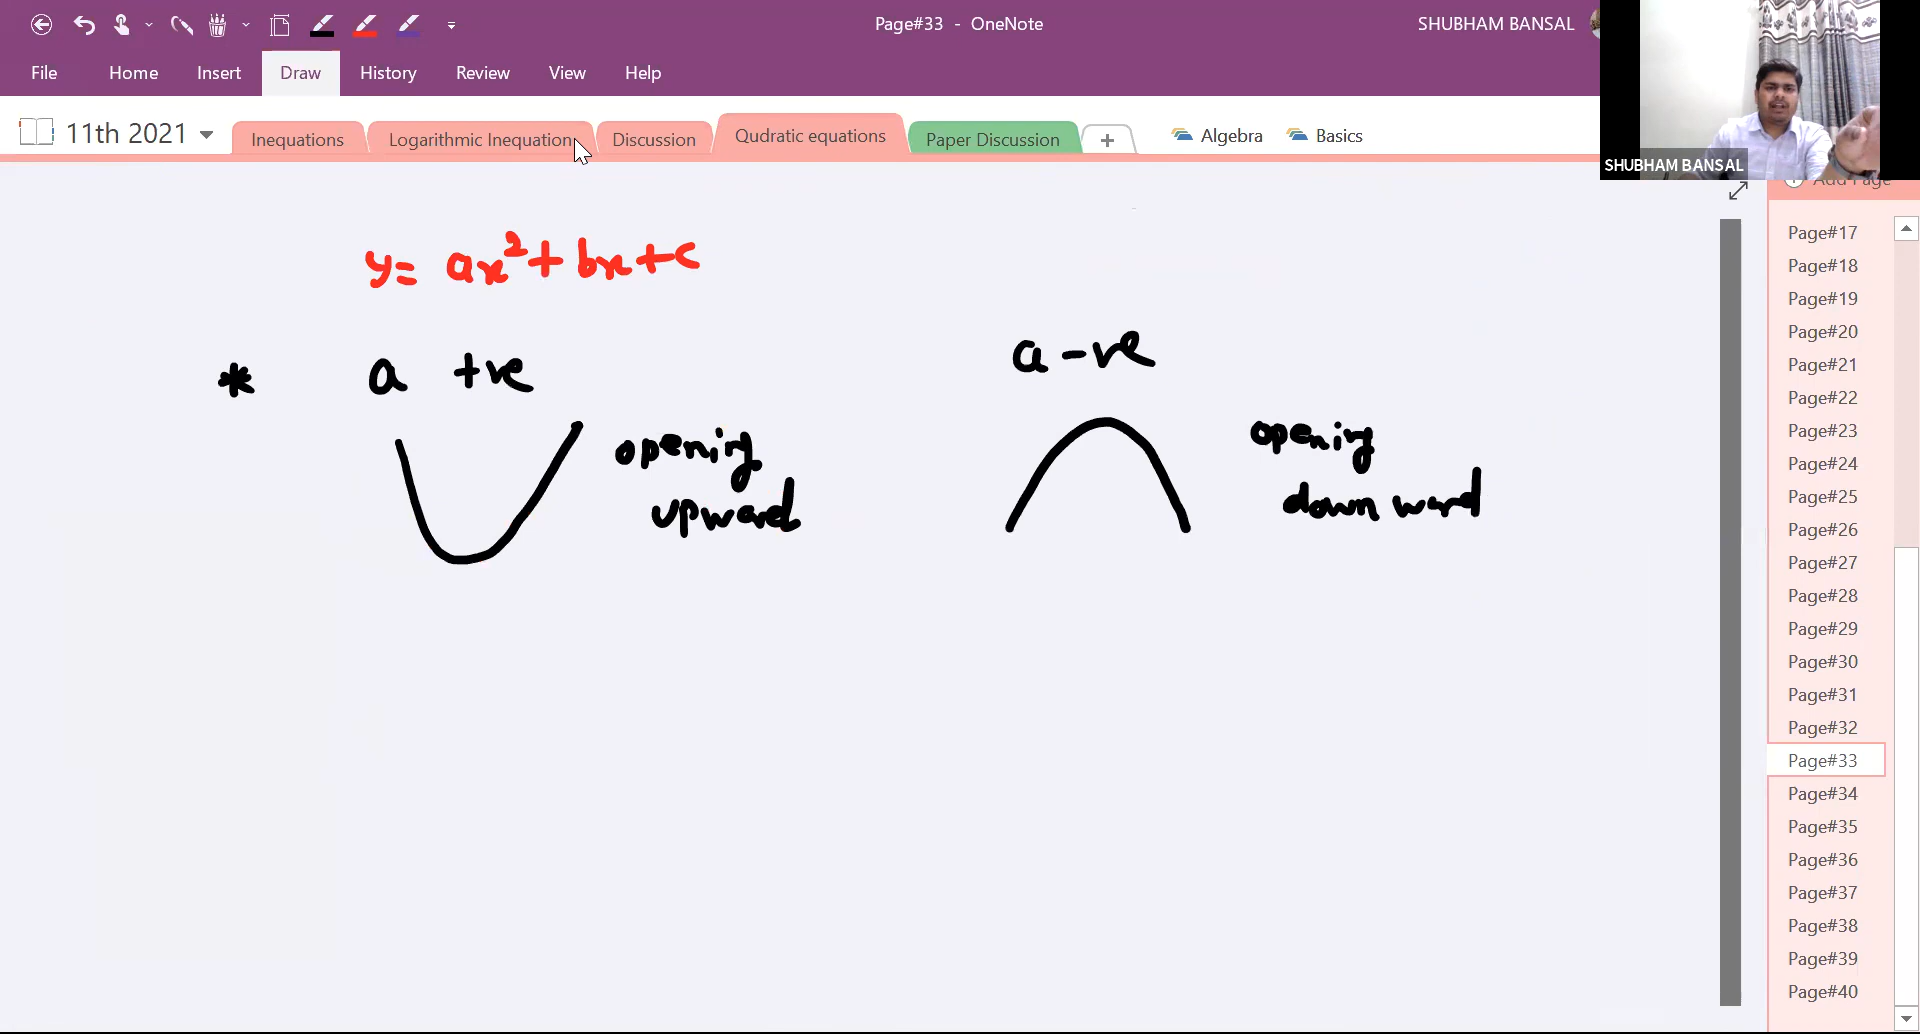 Page#33 - OneNote
SHUBHAM BANSAL
File Home Insert Draw History Review View Help
11th 2021
Inequations
Logarithmic Inequation
Discussion
Qudratic equations
Paper Discussion
+
Algebra
Basics
SHUBHAM BANSAL
Add Page
y= ax²+bx+c
* a +ve
opening
upward
a -ve
opening
downward
Page#17
Page#18
Page#19
Page#20
Page#21
Page#22
Page#23
Page#24
Page#25
Page#26
Page#27
Page#28
Page#29
Page#30
Page#31
Page#32
Page#33
Page#34
Page#35
Page#36
Page#37
Page#38
Page#39
Page#40